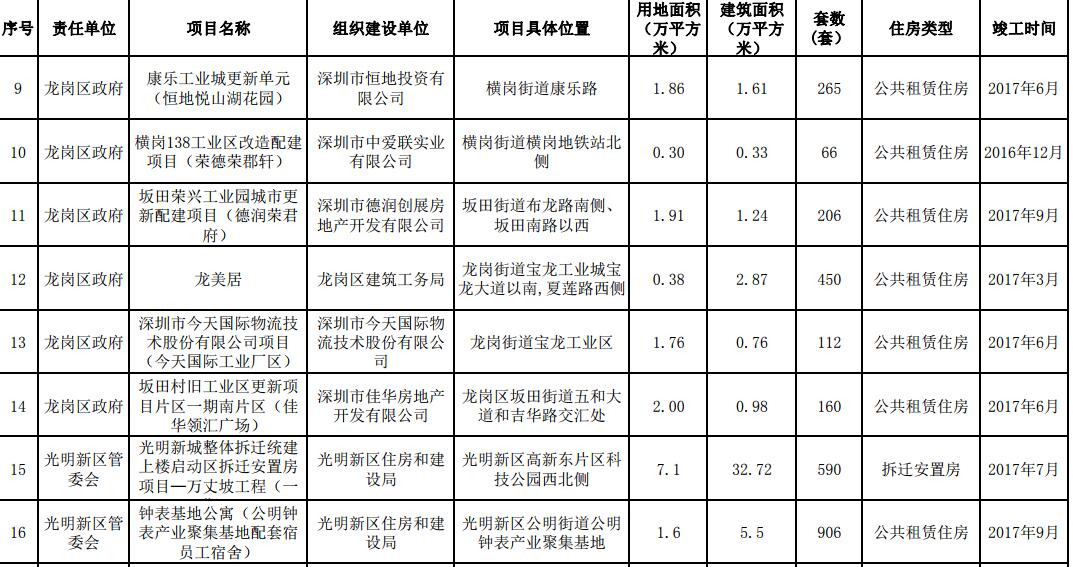 序号 责任单位 项目名称 组织建设单位 项目具体位置 用地面积（万平方米） 建筑面积（万平方米） 套数(套) 住房类型 竣工时间
9 龙岗区政府 康乐工业城更新单元（恒地悦山湖花园） 深圳市恒地投资有限公司 横岗街道康乐路 1.86 1.61 265 公共租赁住房 2017年6月
10 龙岗区政府 横岗138工业区改造配建项目（荣德荣郡轩） 深圳市中爱联实业有限公司 横岗街道横岗地铁站北侧 0.30 0.33 66 公共租赁住房 2016年12月
11 龙岗区政府 坂田荣兴工业园城市更新配建项目（德润荣君府） 深圳市德润创展房地产开发有限公司 坂田街道布龙路南侧、坂田南路以西 1.91 1.24 206 公共租赁住房 2017年9月
12 龙岗区政府 龙美居 龙岗区建筑工务局 龙岗街道宝龙工业城宝龙大道以南,夏莲路西侧 0.38 2.87 450 公共租赁住房 2017年3月
13 龙岗区政府 深圳市今天国际物流技术股份有限公司项目（今天国际工业厂区） 深圳市今天国际物流技术股份有限公司 龙岗街道宝龙工业区 1.76 0.76 112 公共租赁住房 2017年6月
14 龙岗区政府 坂田村旧工业区更新项目片区一期南片区（佳华领汇广场） 深圳市佳华房地产开发有限公司 龙岗区坂田街道五和大道和吉华路交汇处 2.00 0.98 160 公共租赁住房 2017年6月
15 光明新区管委会 光明新城整体拆迁统建上楼启动区拆迁安置房项目—万丈坡工程（一 光明新区住房和建设局 光明新区高新东片区科技公园西北侧 7.1 32.72 590 拆迁安置房 2017年7月
16 光明新区管委会 钟表基地公寓（公明钟表产业聚集基地配套宿员工宿舍） 光明新区住房和建设局 光明新区公明街道公明钟表产业聚集基地 1.6 5.5 906 公共租赁住房 2017年9月